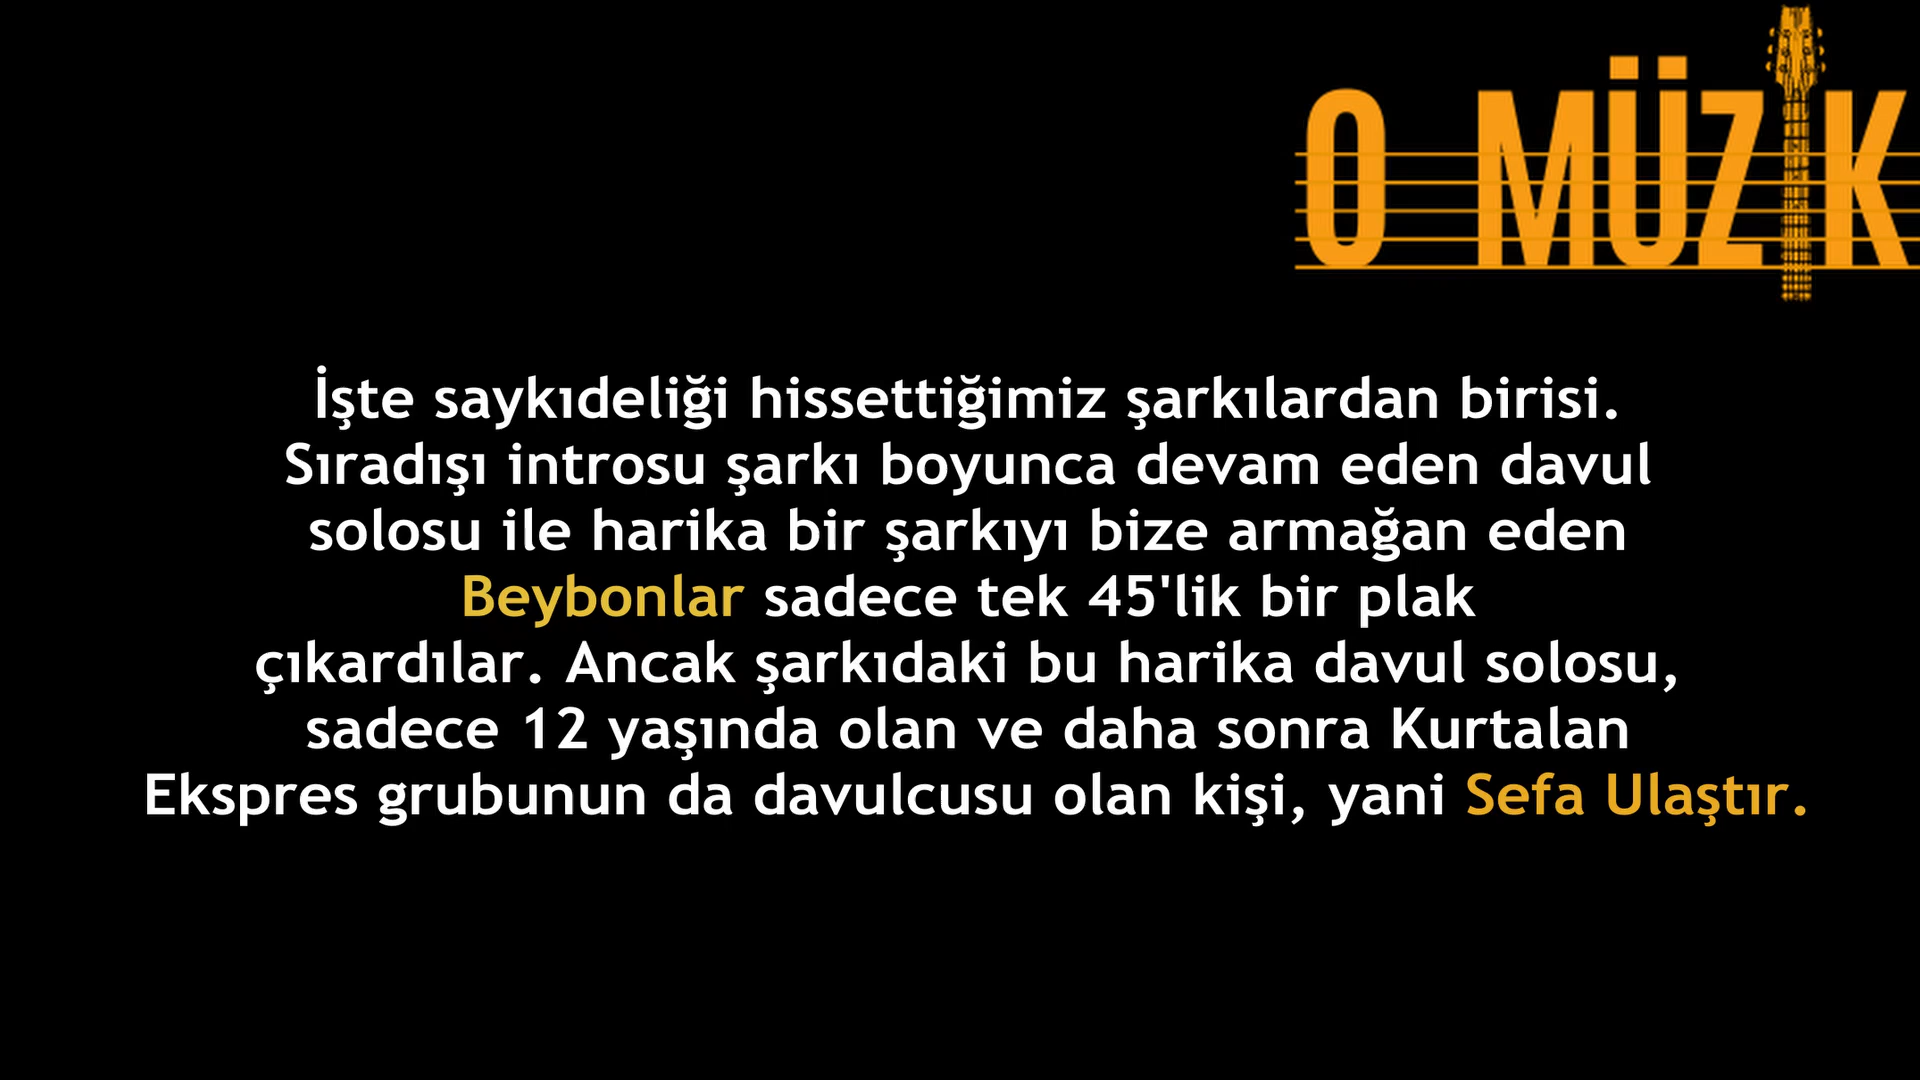 O MÜZİK
İşte saykıdeliği hissettiğimiz şarkılardan birisi.
Sıradışı introsu şarkı boyunca devam eden davul
solosu ile harika bir şarkıyı bize armağan eden
Beybonlar sadece tek 45'lik bir plak
çıkardılar. Ancak şarkıdaki bu harika davul solosu,
sadece 12 yaşında olan ve daha sonra Kurtalan
Ekspres grubunun da davulcusu olan kişi, yani Sefa Ulaştır.